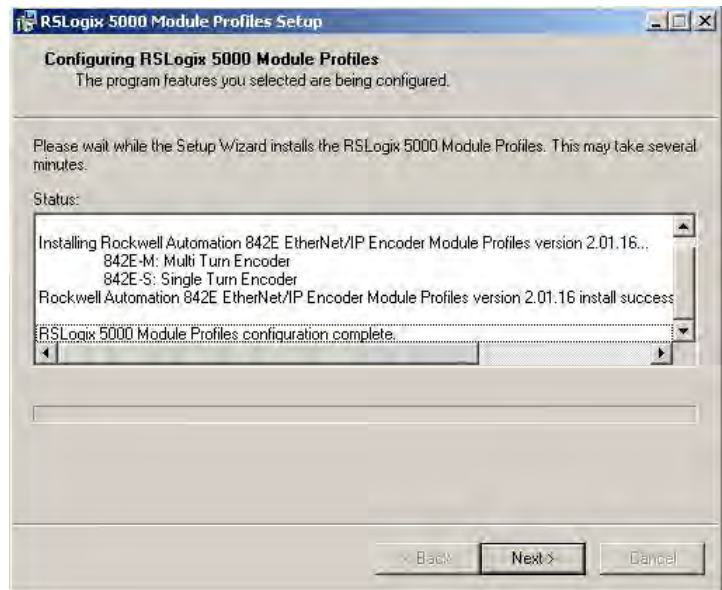 RSLogix 5000 Module Profiles Setup
Configuring RSLogix 5000 Module Profiles
The program features you selected are being configured.
Please wait while the Setup Wizard installs the RSLogix 5000 Module Profiles. This may take several
minutes.
Status:
Installing Rockwell Automation 842E EtherNet/IP Encoder Module Profiles version 2.01.16...
842E-M: Multi Turn Encoder
842E-S: Single Turn Encoder
Rockwell Automation 842E EtherNet/IP Encoder Module Profiles version 2.01.16 install success
RSLogix 5000 Module Profiles configuration complete.
< Back
Next >
Cancel